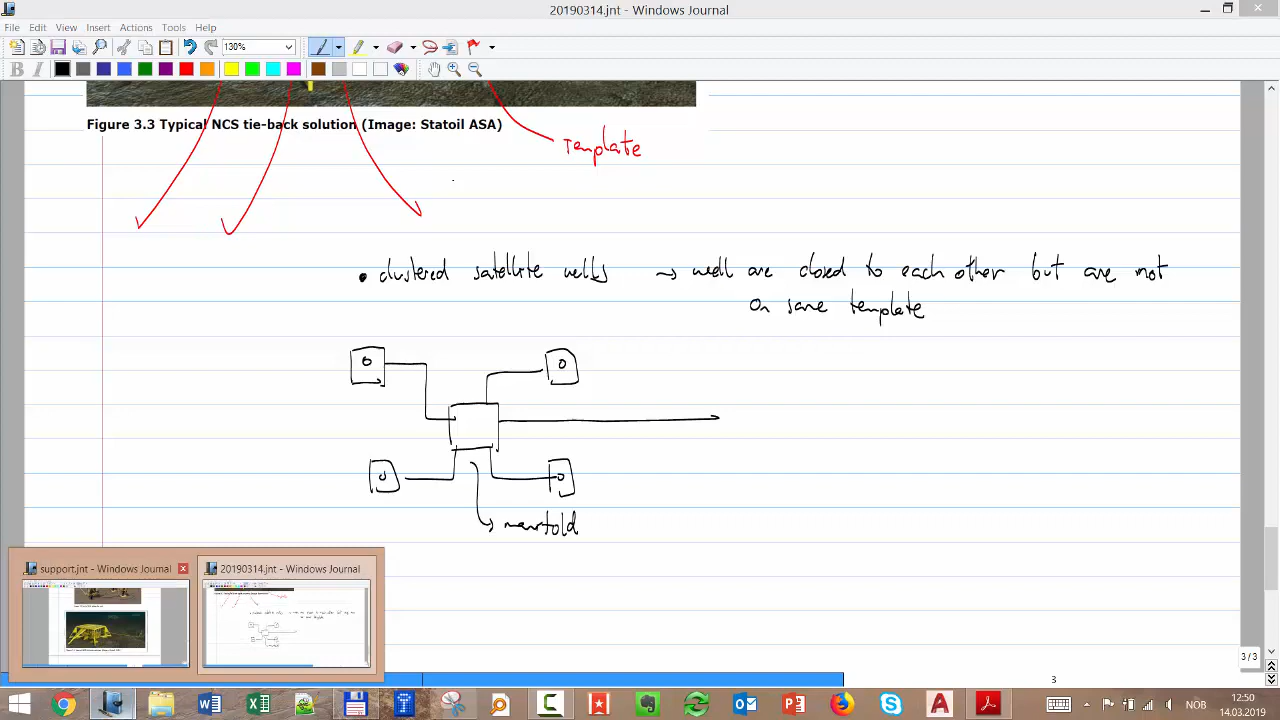 20190314.jnt - Windows Journal
File Edit View Insert Actions Tools Help
130%
B I
Figure 3.3 Typical NCS tie-back solution (Image: Statoil ASA)
Template
• clustered satellite wells → well are closed to each other but are not
on same template
manifold
support.jnt - Windows Journal
20190314.jnt - Windows Journal
3 / 3
3
NOB
12:50
14.03.2019